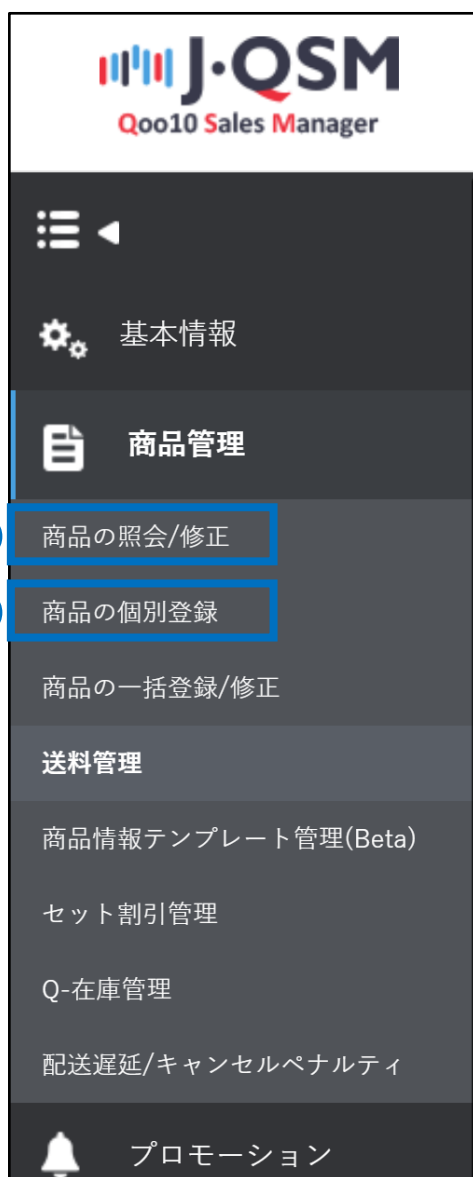 J·QSM
Qoo10 Sales Manager
基本情報
商品管理
商品の照会/修正
商品の個別登録
商品の一括登録/修正
送料管理
商品情報テンプレート管理(Beta)
セット割引管理
Q-在庫管理
配送遅延/キャンセルペナルティ
プロモーション